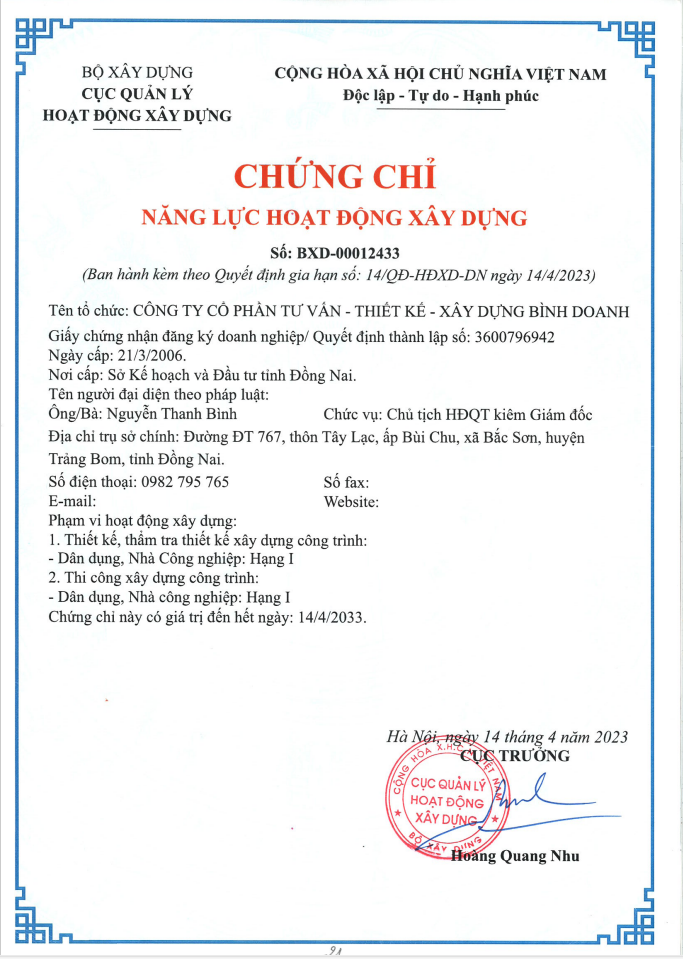 BỘ XÂY DỰNG
CỤC QUẢN LÝ
HOẠT ĐỘNG XÂY DỰNG
CỘNG HÒA XÃ HỘI CHỦ NGHĨA VIỆT NAM
Độc lập - Tự do - Hạnh phúc
CHỨNG CHỈ
NĂNG LỰC HOẠT ĐỘNG XÂY DỰNG
Số: BXD-00012433
(Ban hành kèm theo Quyết định gia hạn số: 14/QĐ-HĐXD-DN ngày 14/4/2023)
Tên tổ chức: CÔNG TY CỔ PHẦN TƯ VẤN - THIẾT KẾ - XÂY DỰNG BÌNH DOANH
Giấy chứng nhận đăng ký doanh nghiệp/ Quyết định thành lập số: 3600796942
Ngày cấp: 21/3/2006.
Nơi cấp: Sở Kế hoạch và Đầu tư tỉnh Đồng Nai.
Tên người đại diện theo pháp luật:
Ông/Bà: Nguyễn Thanh Bình Chức vụ: Chủ tịch HĐQT kiêm Giám đốc
Địa chỉ trụ sở chính: Đường ĐT 767, thôn Tây Lạc, ấp Bùi Chu, xã Bắc Sơn, huyện
Trảng Bom, tỉnh Đồng Nai.
Số điện thoại: 0982 795 765 Số fax:
E-mail: Website:
Phạm vi hoạt động xây dựng:
1. Thiết kế, thẩm tra thiết kế xây dựng công trình:
- Dân dụng, Nhà Công nghiệp: Hạng I
2. Thi công xây dựng công trình:
- Dân dụng, Nhà công nghiệp: Hạng I
Chứng chỉ này có giá trị đến hết ngày: 14/4/2033.
Hà Nội, ngày 14 tháng 4 năm 2023
CỤC TRƯỞNG
CỘNG HÒA X.H.C.N VIỆT NAM
CỤC QUẢN LÝ
HOẠT ĐỘNG
XÂY DỰNG
BỘ XÂY DỰNG
Hoàng Quang Nhu